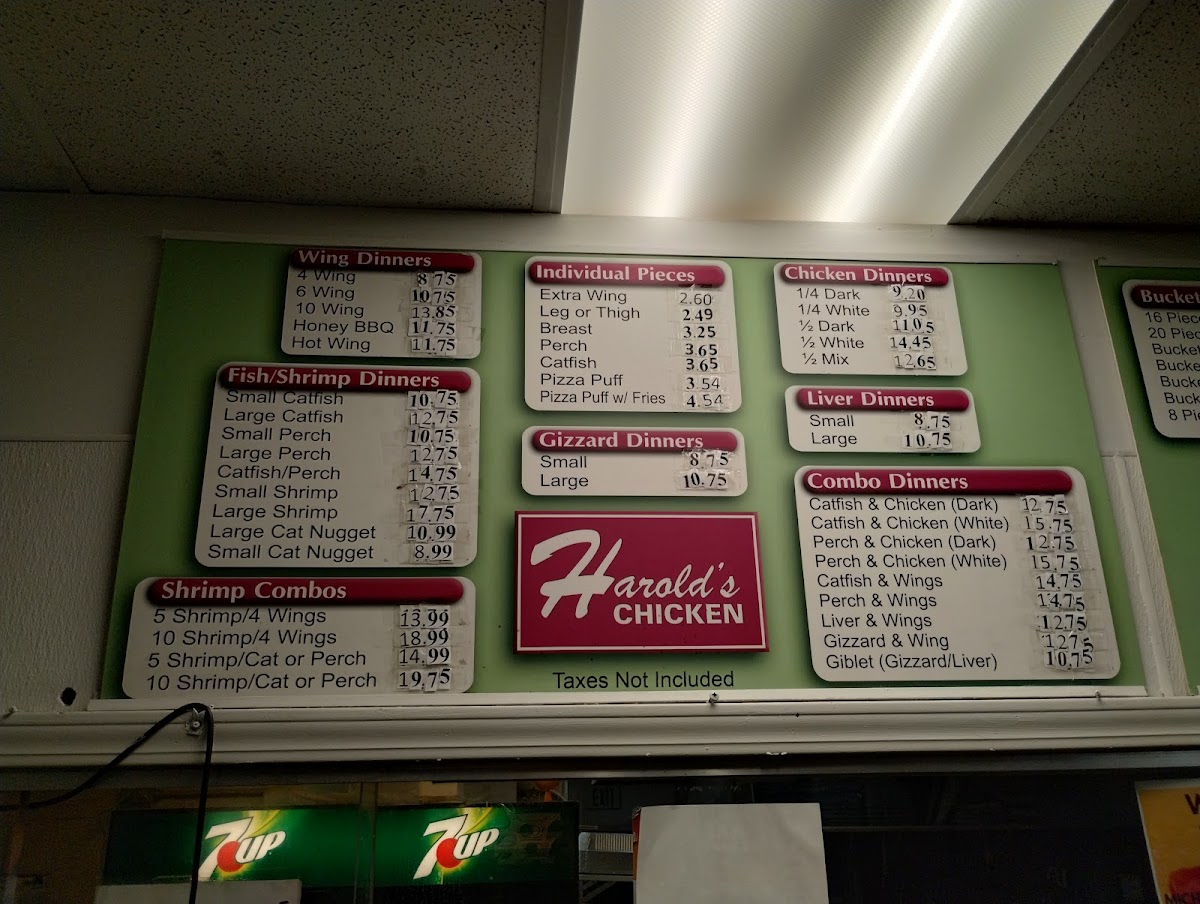 Wing Dinners
4 Wing 8.75
6 Wing 10.75
10 Wing 13.85
Honey BBQ 11.75
Hot Wing 11.75
Fish/Shrimp Dinners
Small Catfish 10.75
Large Catfish 12.75
Small Perch 10.75
Large Perch 12.75
Catfish/Perch 14.75
Small Shrimp 12.75
Large Shrimp 17.75
Large Cat Nugget 10.99
Small Cat Nugget 8.99
Shrimp Combos
5 Shrimp/4 Wings 13.99
10 Shrimp/4 Wings 18.99
5 Shrimp/Cat or Perch 14.99
10 Shrimp/Cat or Perch 19.75
Individual Pieces
Extra Wing 2.60
Leg or Thigh 2.49
Breast 3.25
Perch 3.65
Catfish 3.65
Pizza Puff 3.54
Pizza Puff w/ Fries 4.54
Gizzard Dinners
Small 8.75
Large 10.75
Harold's
CHICKEN
Taxes Not Included
Chicken Dinners
1/4 Dark 9.20
1/4 White 9.95
½ Dark 11.05
½ White 14.45
½ Mix 12.65
Liver Dinners
Small 8.75
Large 10.75
Combo Dinners
Catfish & Chicken (Dark) 12.75
Catfish & Chicken (White) 15.75
Perch & Chicken (Dark) 12.75
Perch & Chicken (White) 15.75
Catfish & Wings 14.75
Perch & Wings 14.75
Liver & Wings 12.75
Gizzard & Wing 12.75
Giblet (Gizzard/Liver) 10.75
Bucket
16 Piec
20 Piec
Bucke
Bucke
Buck
Buck
8 Pi
7UP
7UP
EXIT